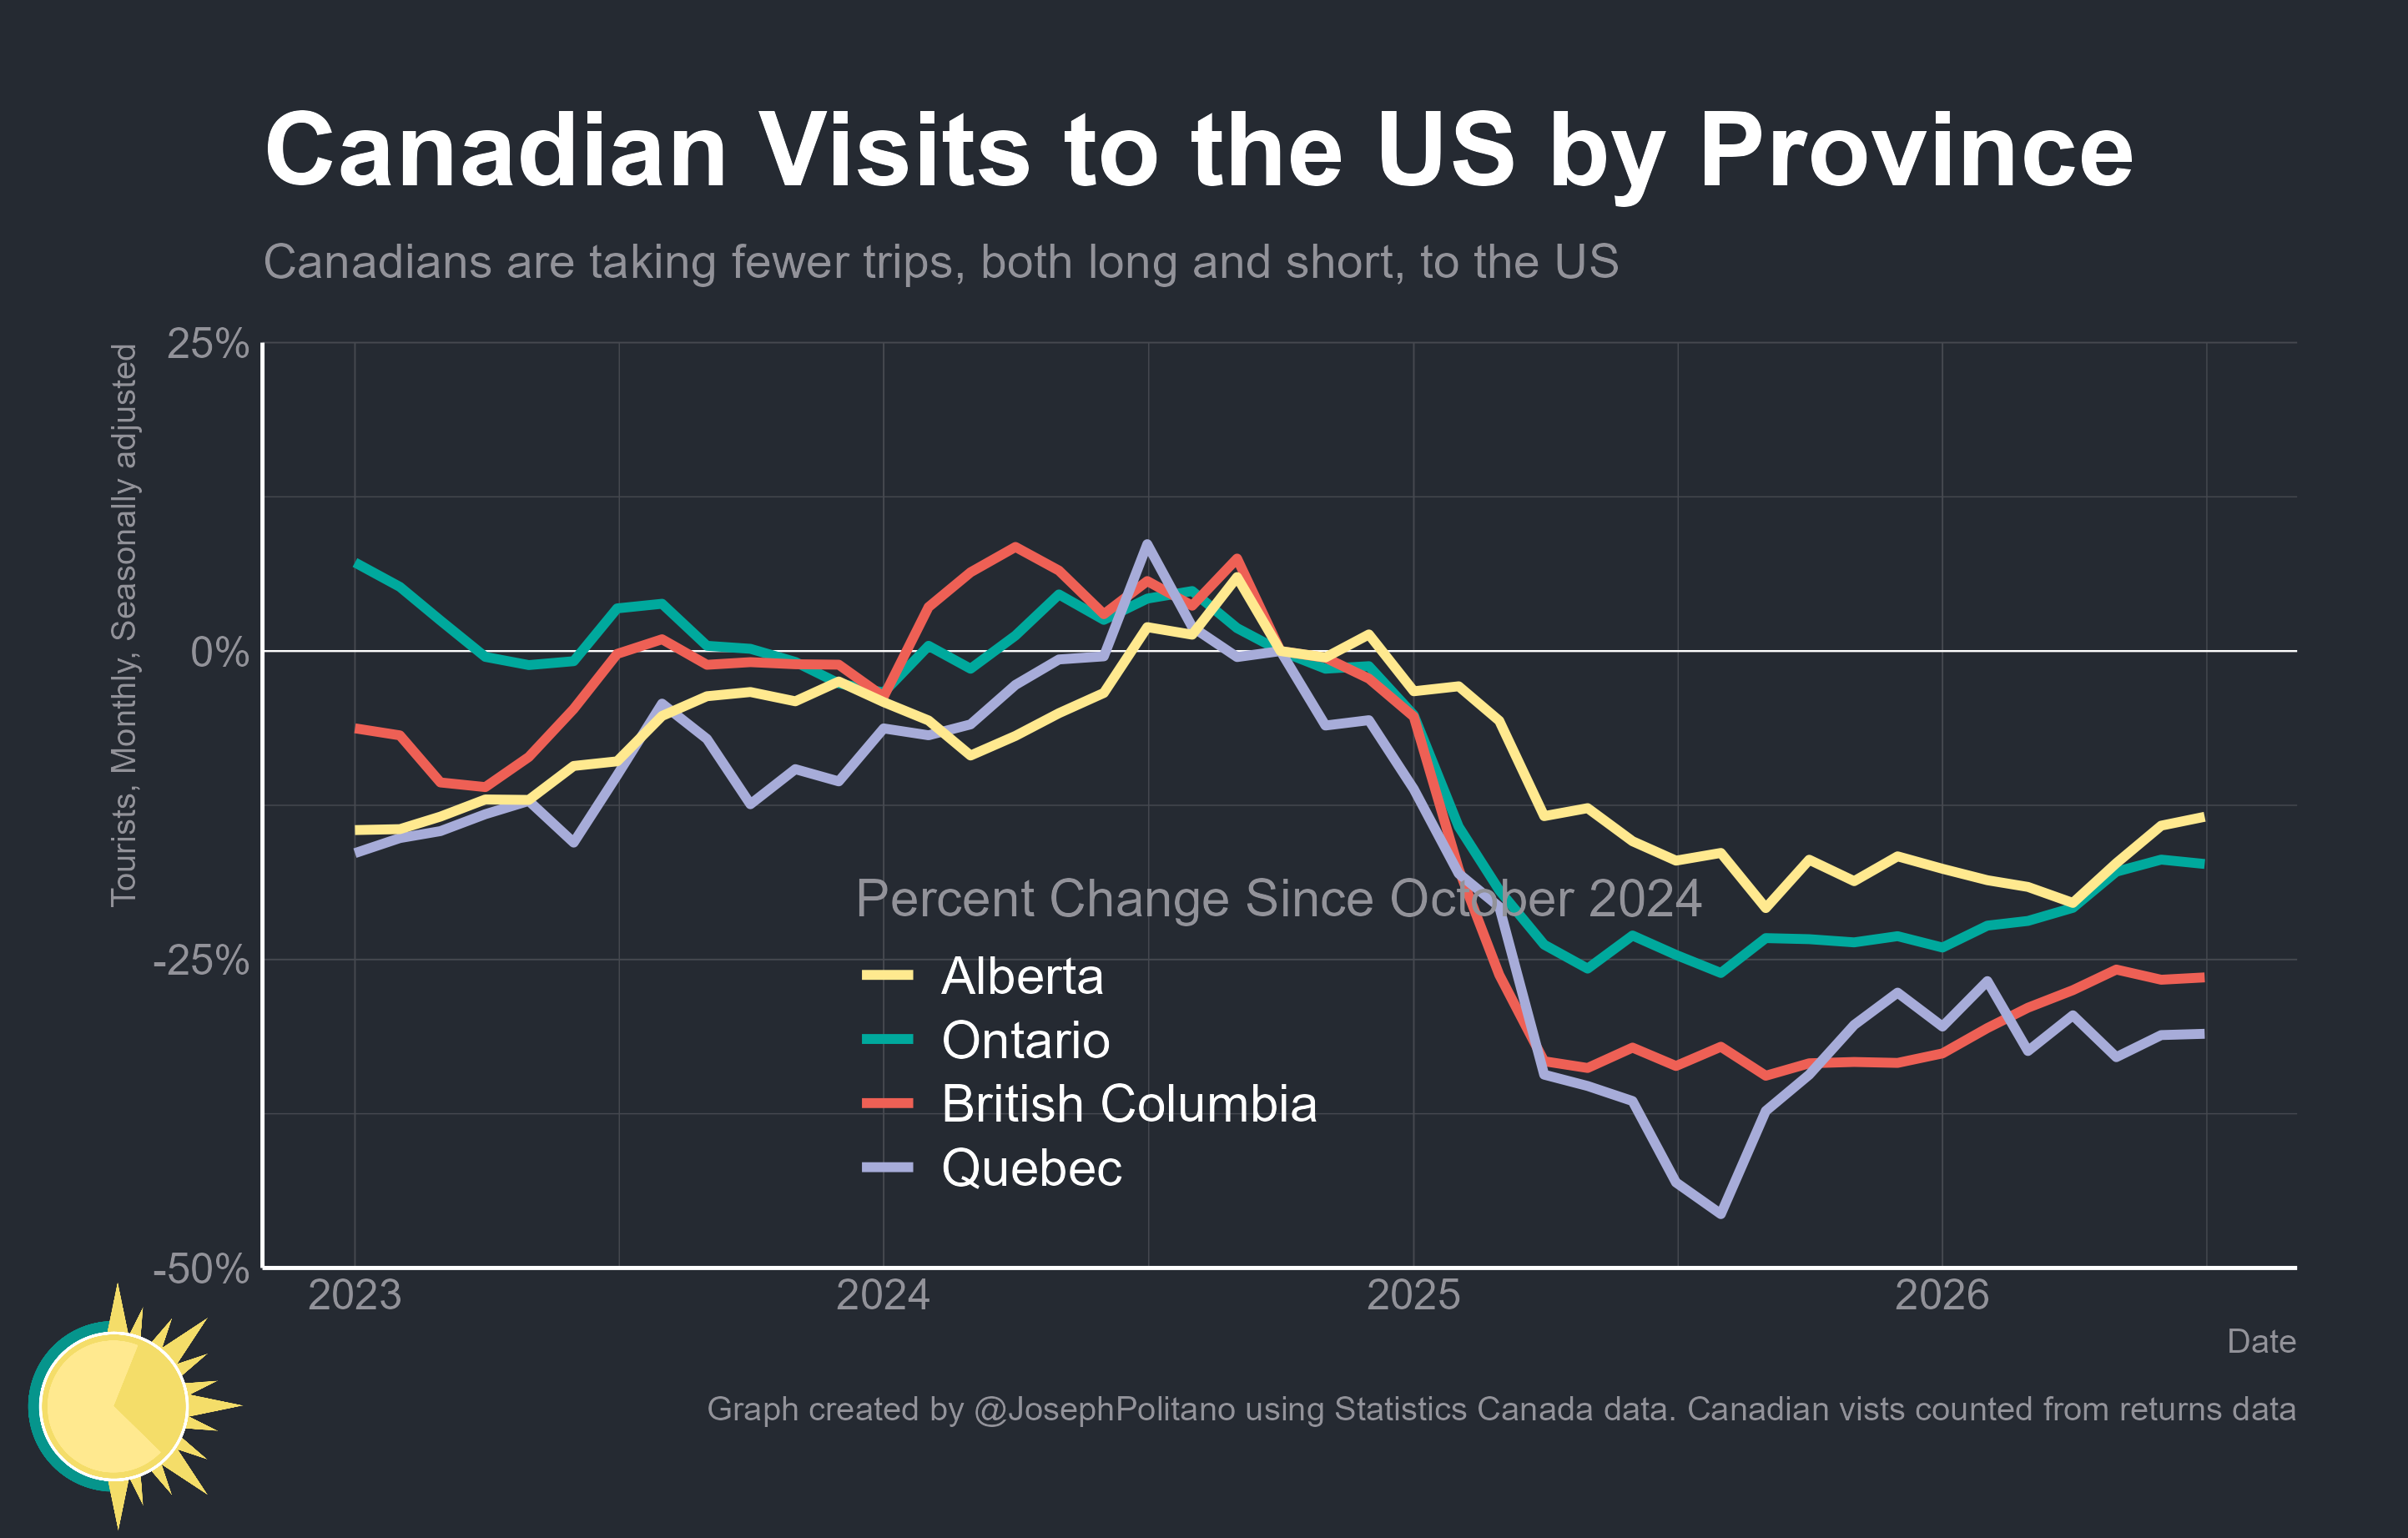 Canadian Visits to the US by Province
Canadians are taking fewer trips, both long and short, to the US
Tourists, Monthly, Seasonally adjusted
25%
0%
-25%
-50%
Percent Change Since October 2024
Alberta
Ontario
British Columbia
Quebec
2023 2024 2025 2026
Date
Graph created by @JosephPolitano using Statistics Canada data. Canadian vists counted from returns data